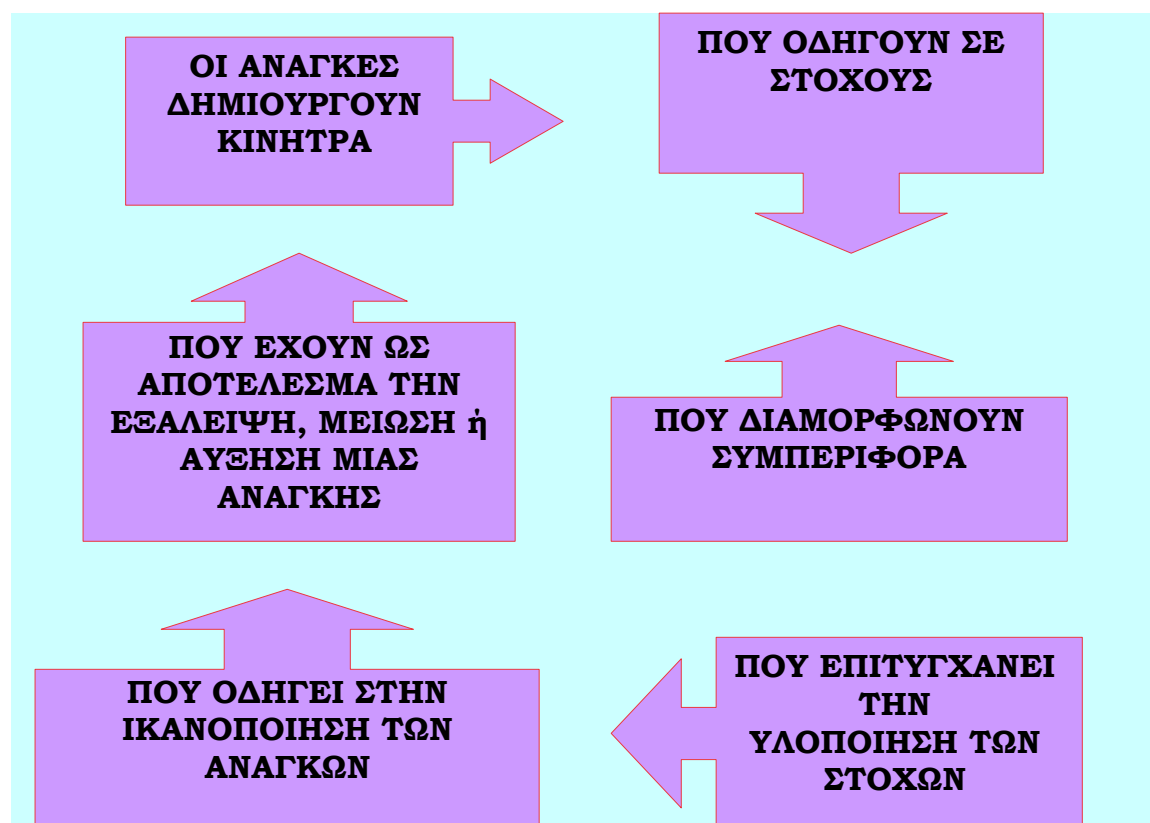 ΟΙ ΑΝΑΓΚΕΣ
ΔΗΜΙΟΥΡΓΟΥΝ
ΚΙΝΗΤΡΑ
ΠΟΥ ΟΔΗΓΟΥΝ ΣΕ
ΣΤΟΧΟΥΣ
ΠΟΥ ΔΙΑΜΟΡΦΩΝΟΥΝ
ΣΥΜΠΕΡΙΦΟΡΑ
ΠΟΥ ΕΠΙΤΥΓΧΑΝΕΙ
ΤΗΝ
ΥΛΟΠΟΙΗΣΗ ΤΩΝ
ΣΤΟΧΩΝ
ΠΟΥ ΟΔΗΓΕΙ ΣΤΗΝ
ΙΚΑΝΟΠΟΙΗΣΗ ΤΩΝ
ΑΝΑΓΚΩΝ
ΠΟΥ ΕΧΟΥΝ ΩΣ
ΑΠΟΤΕΛΕΣΜΑ ΤΗΝ
ΕΞΑΛΕΙΨΗ, ΜΕΙΩΣΗ ή
ΑΥΞΗΣΗ ΜΙΑΣ
ΑΝΑΓΚΗΣ